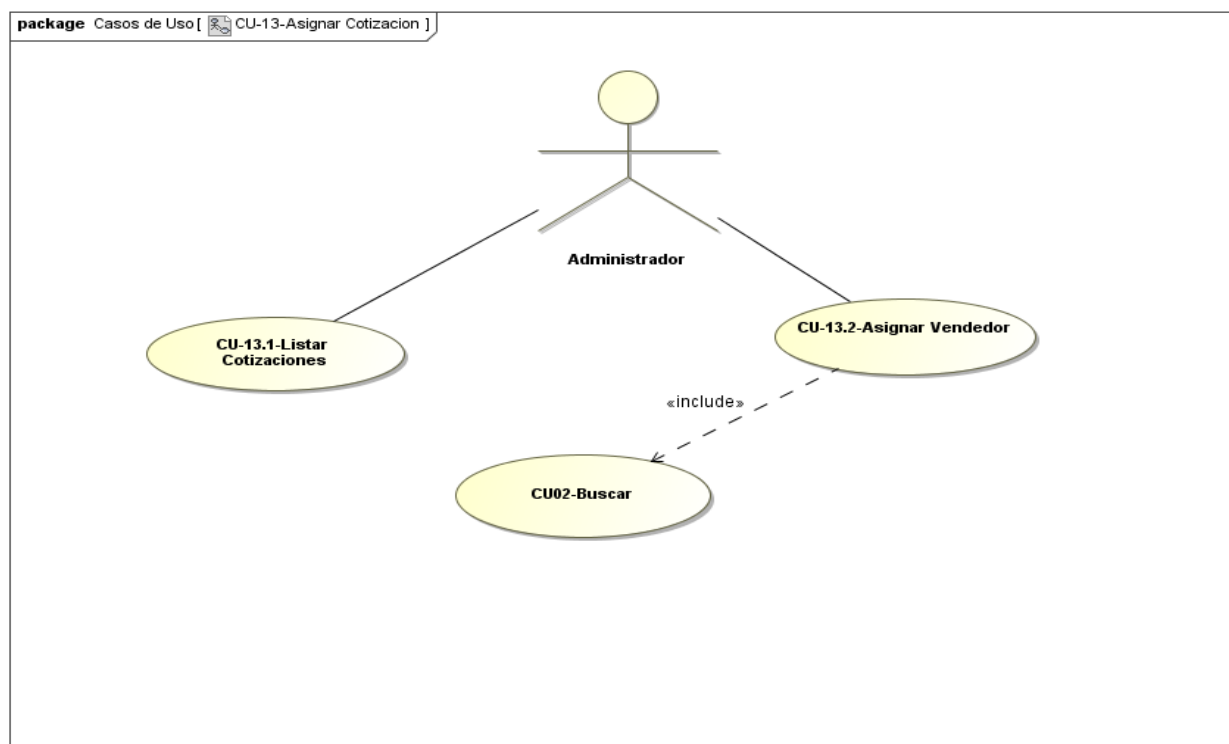 package Casos de Uso [ CU-13-Asignar Cotizacion ]
Administrador
CU-13.1-Listar
Cotizaciones
CU-13.2-Asignar Vendedor
«include»
CU02-Buscar